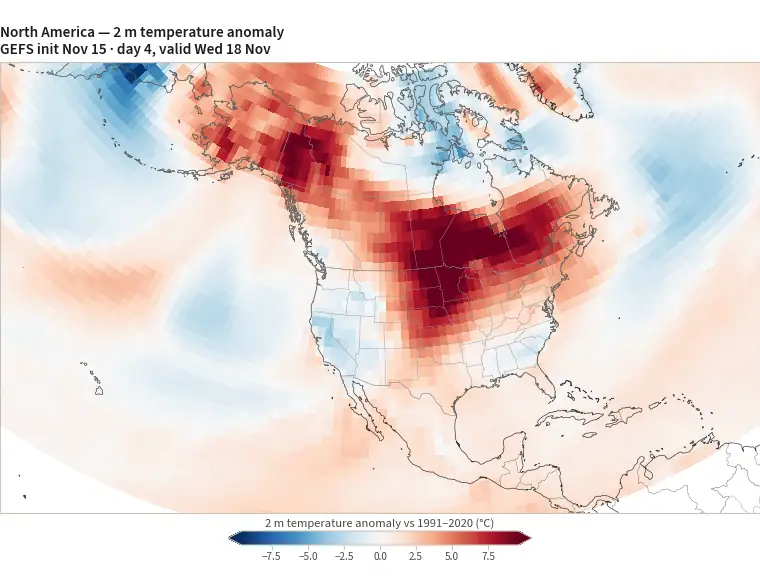 North America — 2 m temperature anomaly
GEFS init Nov 15 · day 4, valid Wed 18 Nov
2 m temperature anomaly vs 1991–2020 (°C)
−7.5 −5.0 −2.5 0.0 2.5 5.0 7.5